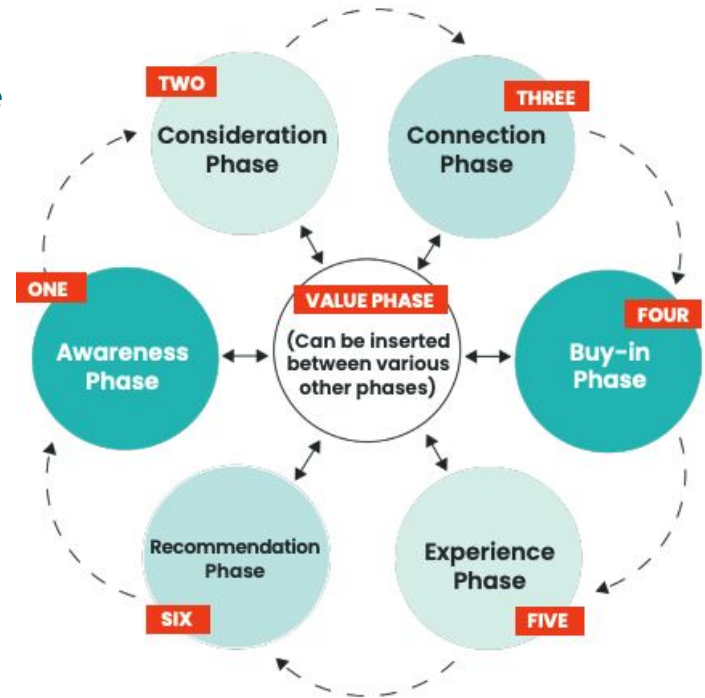 ONE
Awareness
Phase
TWO
Consideration
Phase
THREE
Connection
Phase
FOUR
Buy-in
Phase
FIVE
Experience
Phase
SIX
Recommendation
Phase
VALUE PHASE
(Can be inserted
between various
other phases)